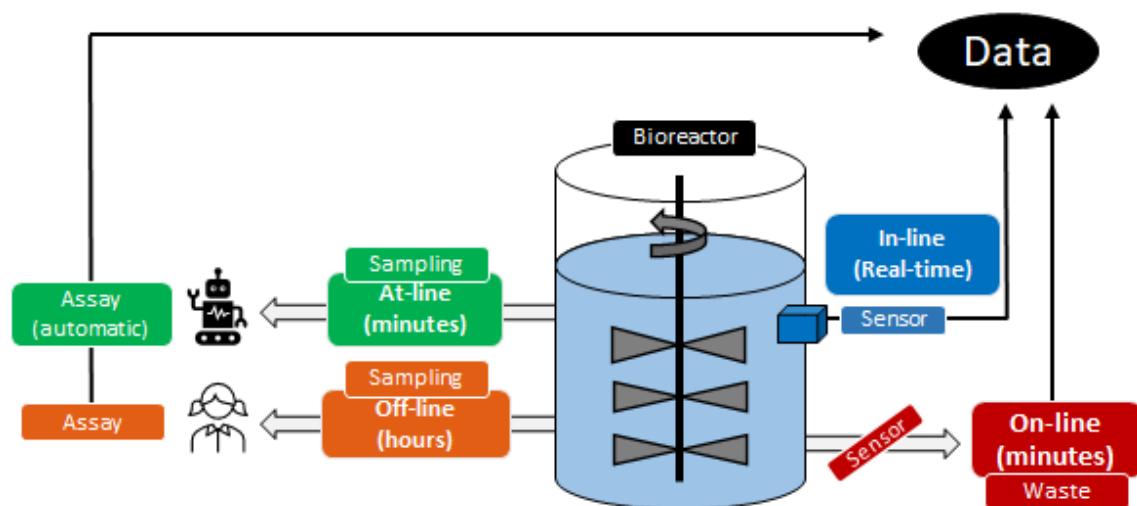 Data
Bioreactor
In-line
(Real-time)
Sensor
Sampling
At-line
(minutes)
Assay
(automatic)
Sampling
Off-line
(hours)
Assay
Sensor
On-line
(minutes)
Waste